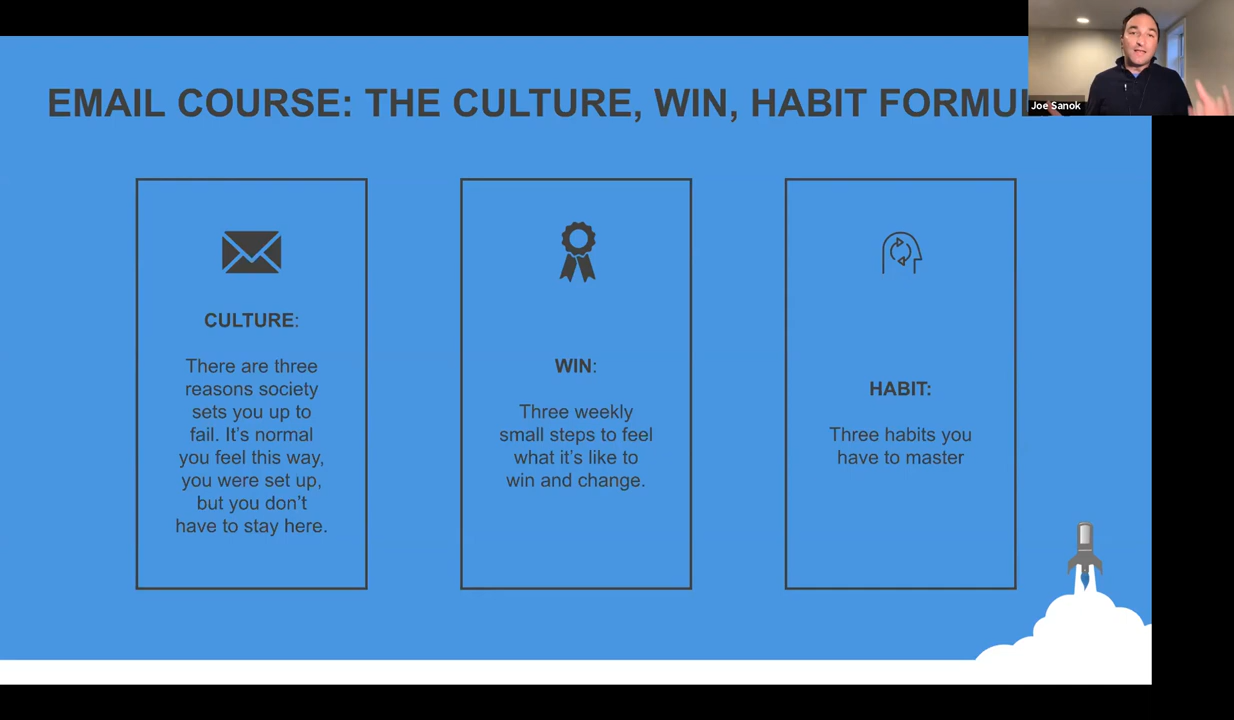 EMAIL COURSE: THE CULTURE, WIN, HABIT FORMU
Joe Sanok
CULTURE:
There are three
reasons society
sets you up to
fail. It's normal
you feel this way,
you were set up,
but you don't
have to stay here.
WIN:
Three weekly
small steps to feel
what it's like to
win and change.
HABIT:
Three habits you
have to master